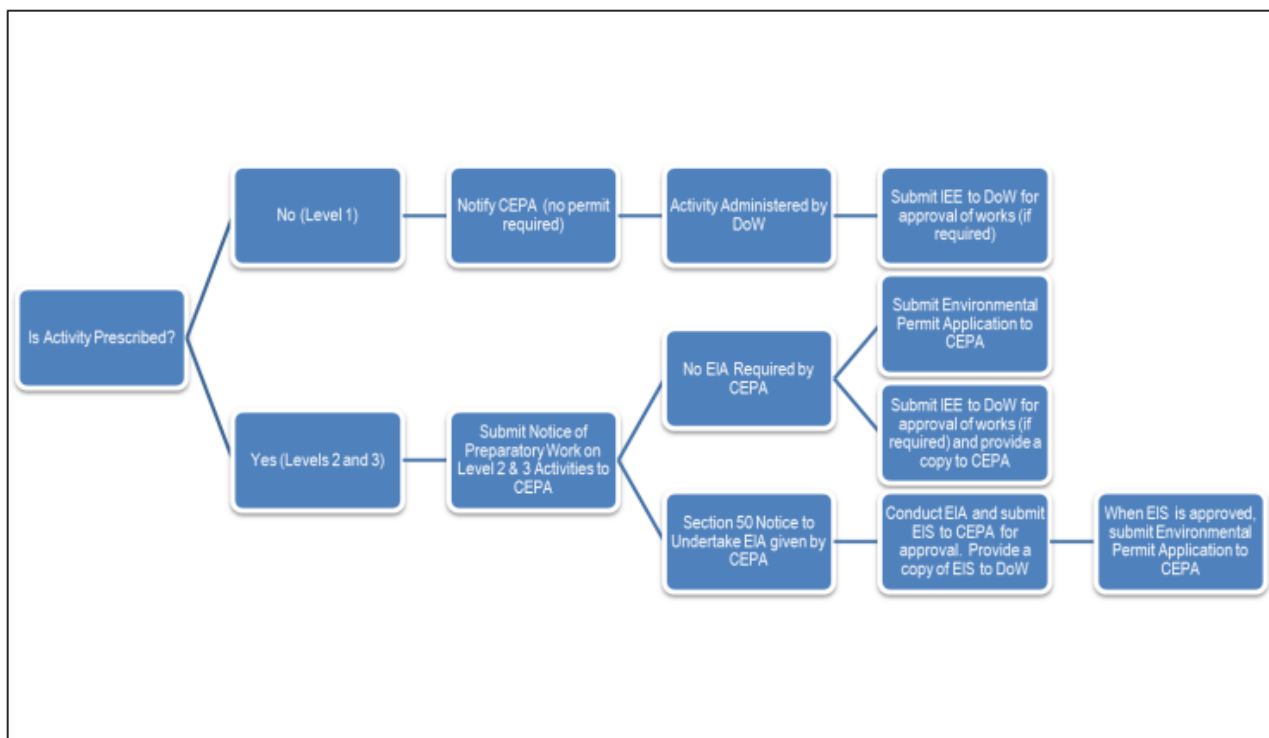 No (Level 1)
Notify CEPA (no permit
required)
Activity Administered by
DoW
Submit IEE to DoW for
approval of works (if
required)
Is Activity Prescribed?
Yes (Levels 2 and 3)
Submit Notice of
Preparatory Work on
Level 2 & 3 Activities to
CEPA
No EIA Required by
CEPA
Submit Environmental
Permit Application to
CEPA
Submit IEE to DoW for
approval of works (if
required) and provide a
copy to CEPA
Section 50 Notice to
Undertake EIA given by
CEPA
Conduct EIA and submit
EIS to CEPA for
approval. Provide a
copy of EIS to DoW
When EIS is approved,
submit Environmental
Permit Application to
CEPA